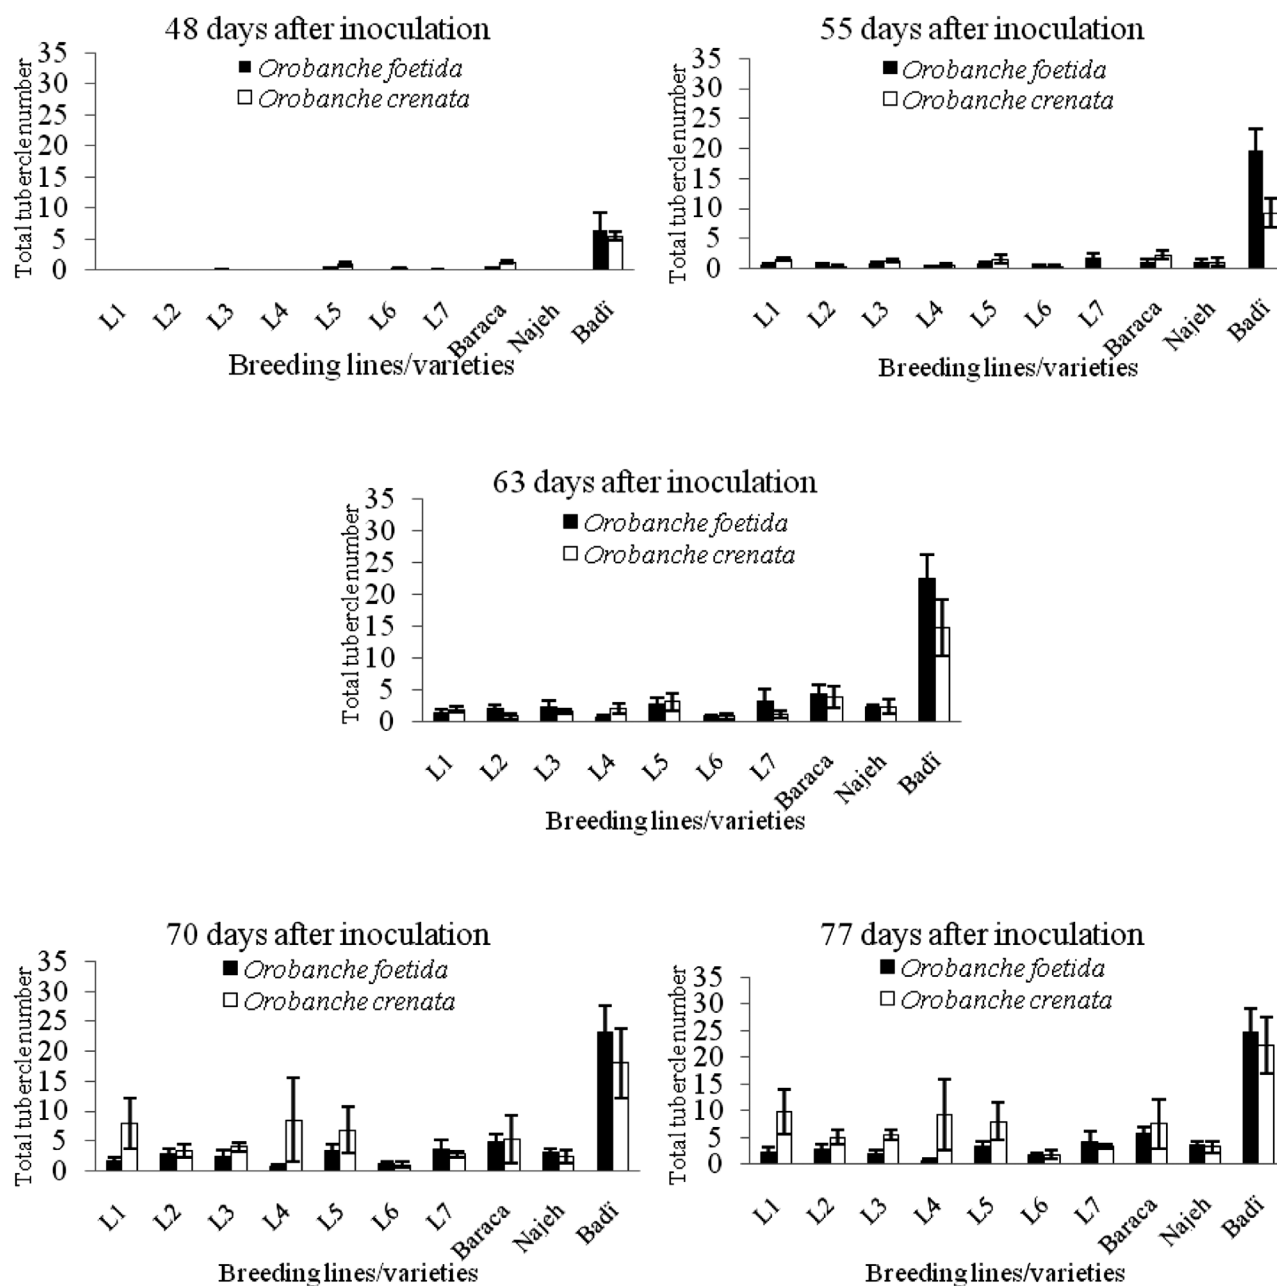 48 days after inoculation
Total tubercle number
35
30
25
20
15
10
5
0
Orobanche foetida
Orobanche crenata
L1 L2 L3 L4 L5 L6 L7 Baraca Najeh Badi
Breeding lines/varieties
55 days after inoculation
Total tubercle number
35
30
25
20
15
10
5
0
Orobanche foetida
Orobanche crenata
L1 L2 L3 L4 L5 L6 L7 Baraca Najeh Badi
Breeding lines/varieties
63 days after inoculation
Total tubercle number
35
30
25
20
15
10
5
0
Orobanche foetida
Orobanche crenata
L1 L2 L3 L4 L5 L6 L7 Baraca Najeh Badi
Breeding lines/varieties
70 days after inoculation
Total tubercle number
35
30
25
20
15
10
5
0
Orobanche foetida
Orobanche crenata
L1 L2 L3 L4 L5 L6 L7 Baraca Najeh Badi
Breeding lines/varieties
77 days after inoculation
Total tubercle number
35
30
25
20
15
10
5
0
Orobanche foetida
Orobanche crenata
L1 L2 L3 L4 L5 L6 L7 Baraca Najeh Badi
Breeding lines/varieties